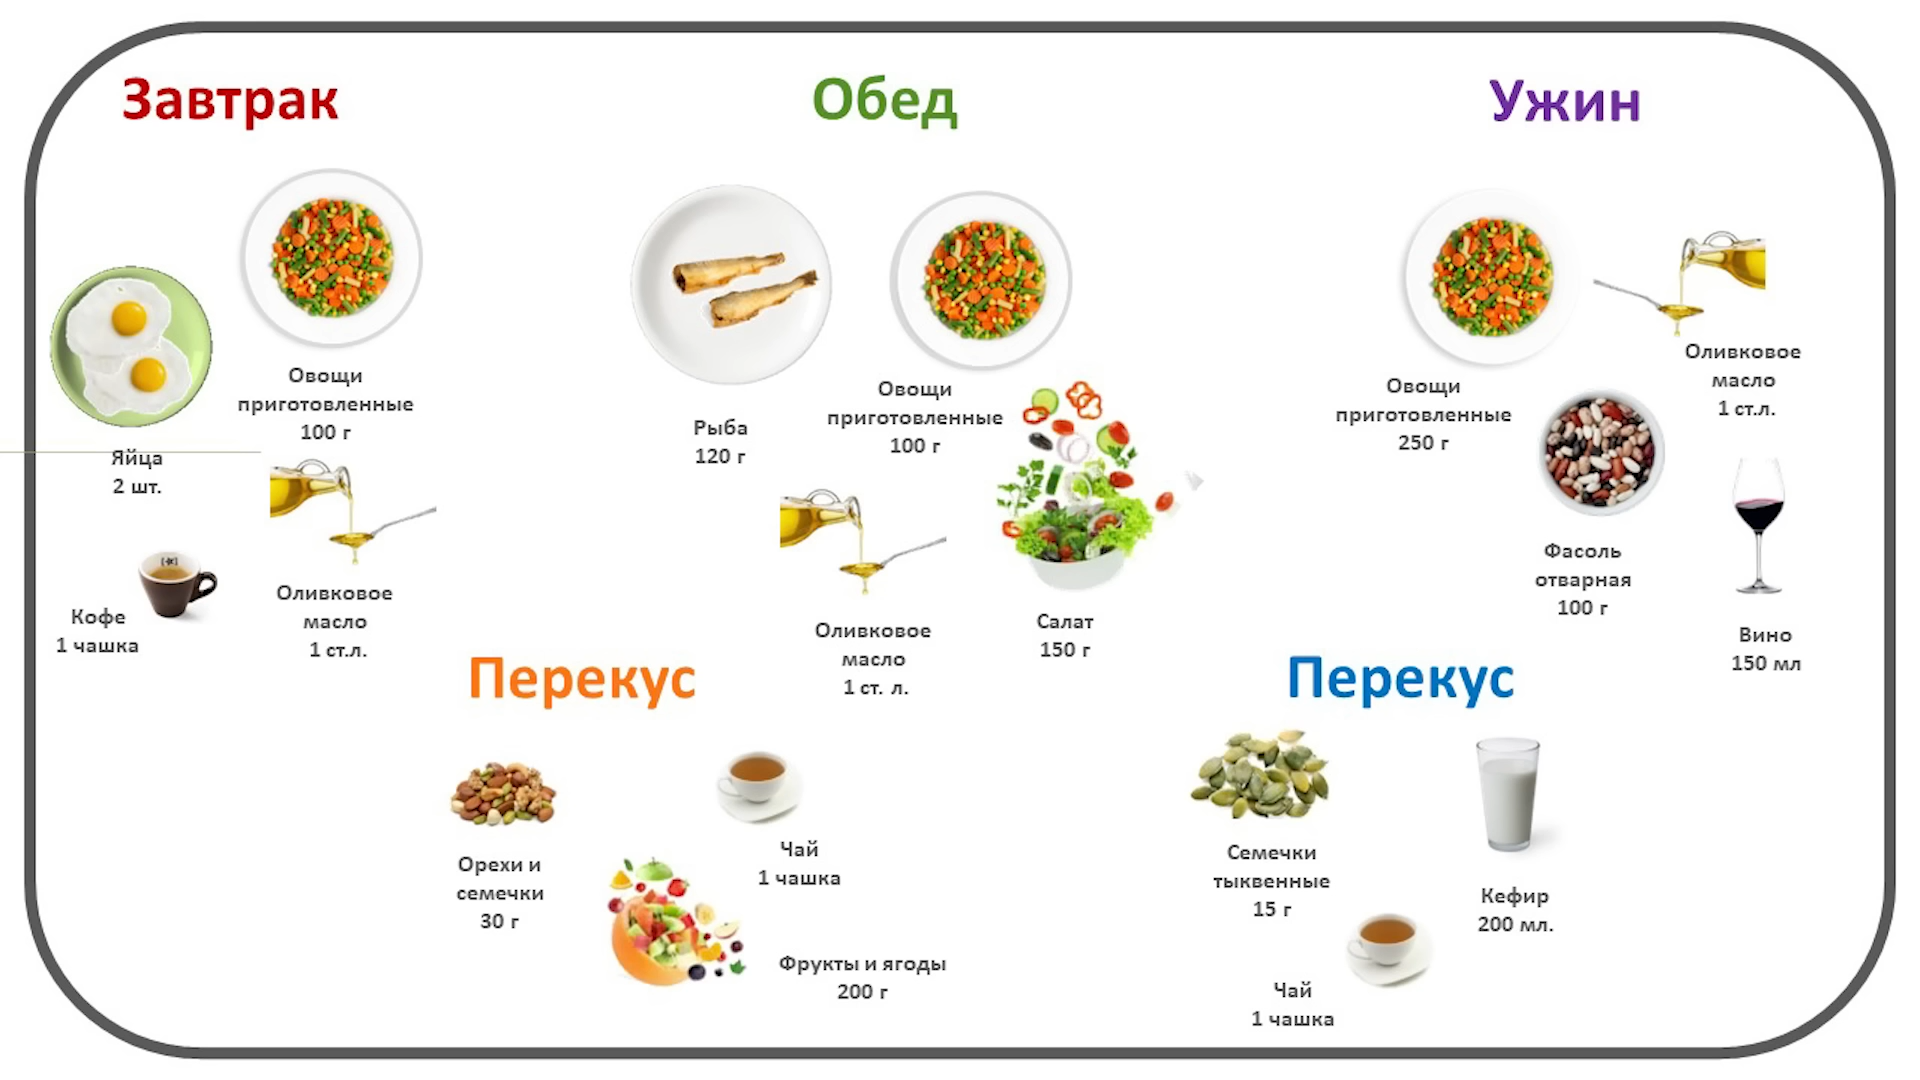 Завтрак
Яйца
2 шт.
Овощи
приготовленные
100 г
Кофе
1 чашка
Оливковое
масло
1 ст.л.
Обед
Рыба
120 г
Овощи
приготовленные
100 г
Оливковое
масло
1 ст. л.
Салат
150 г
Ужин
Овощи
приготовленные
250 г
Оливковое
масло
1 ст.л.
Фасоль
отварная
100 г
Вино
150 мл
Перекус
Орехи и
семечки
30 г
Чай
1 чашка
Фрукты и ягоды
200 г
Перекус
Семечки
тыквенные
15 г
Кефир
200 мл.
Чай
1 чашка